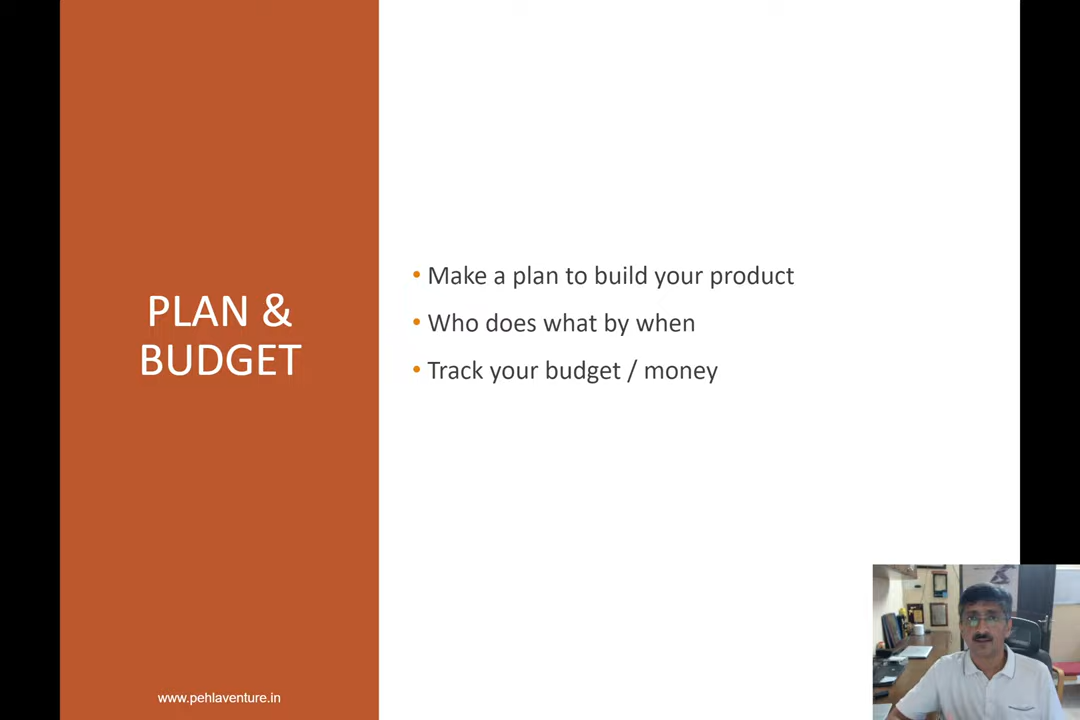 PLAN &
BUDGET
• Make a plan to build your product
• Who does what by when
• Track your budget / money
www.pehlaventure.in